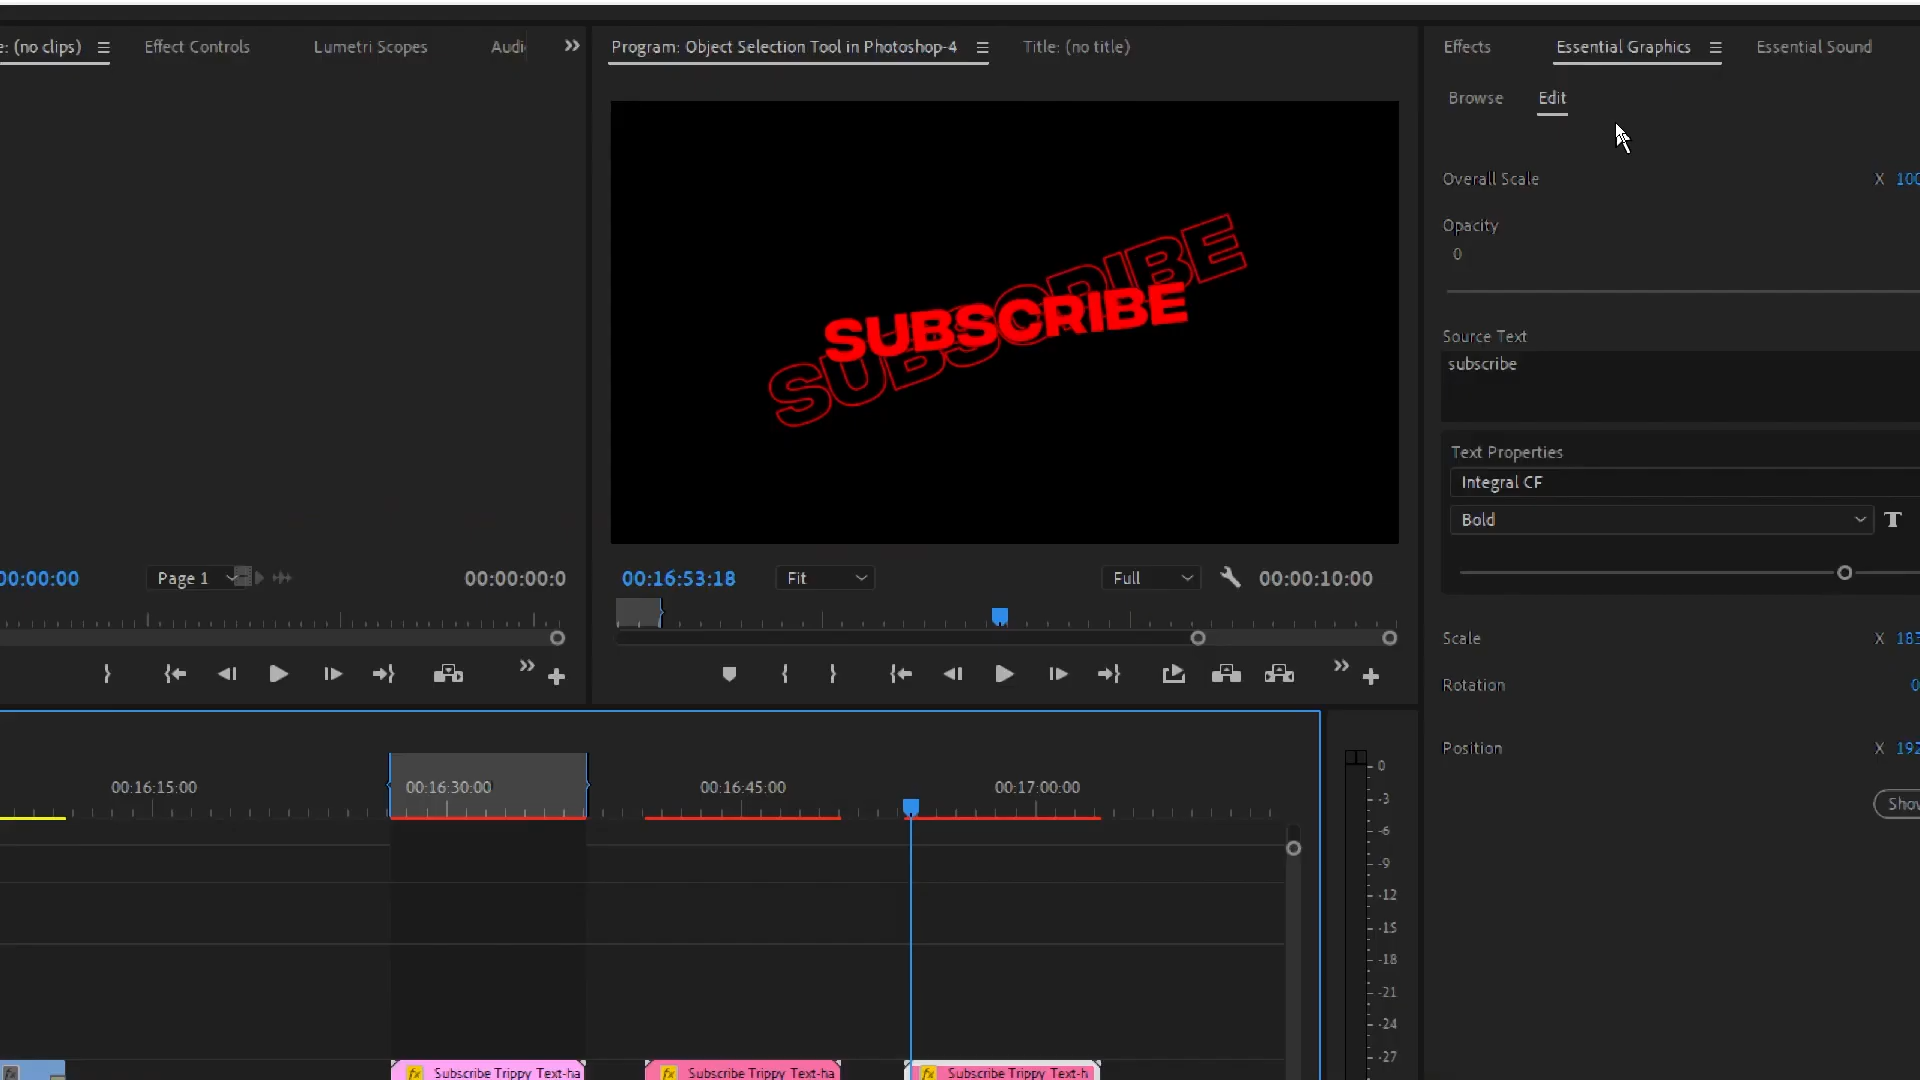 e: (no clips)
Effect Controls
Lumetri Scopes
Audi
Program: Object Selection Tool in Photoshop-4
Title: (no title)
Effects
Essential Graphics
Essential Sound
Browse
Edit
SUBSCRIBE
SUBSCRIBE
Overall Scale
X 100
Opacity
0
Source Text
subscribe
Text Properties
Integral CF
Bold
Scale
X 183
Rotation
0
Position
X 192
Show
00:00:00
Page 1
00:00:00:0
00:16:53:18
Fit
Full
00:00:10:00
00:16:15:00
00:16:30:00
00:16:45:00
00:17:00:00
0
-3
-6
-9
-12
-15
-18
-21
-24
-27
fx
fx Subscribe Trippy Text-ha
fx Subscribe Trippy Text-ha
fx Subscribe Trippy Text-h